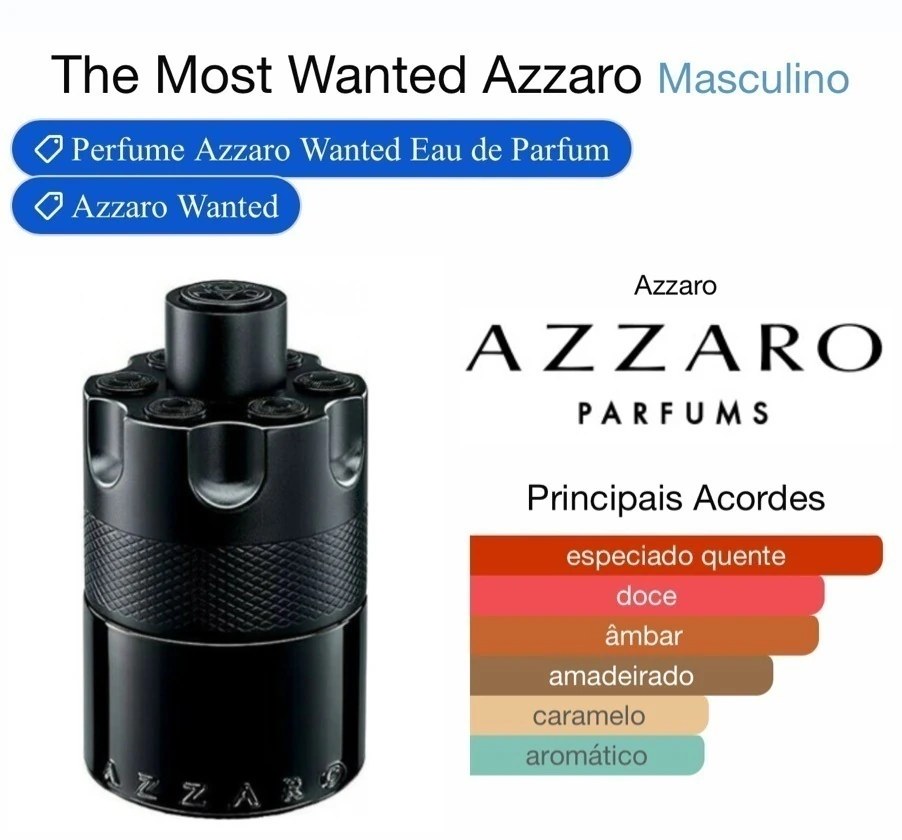 The Most Wanted Azzaro Masculino
Perfume Azzaro Wanted Eau de Parfum
Azzaro Wanted
Azzaro
AZZARO
PARFUMS
Principais Acordes
especiado quente
doce
âmbar
amadeirado
caramelo
aromático
AZZARO